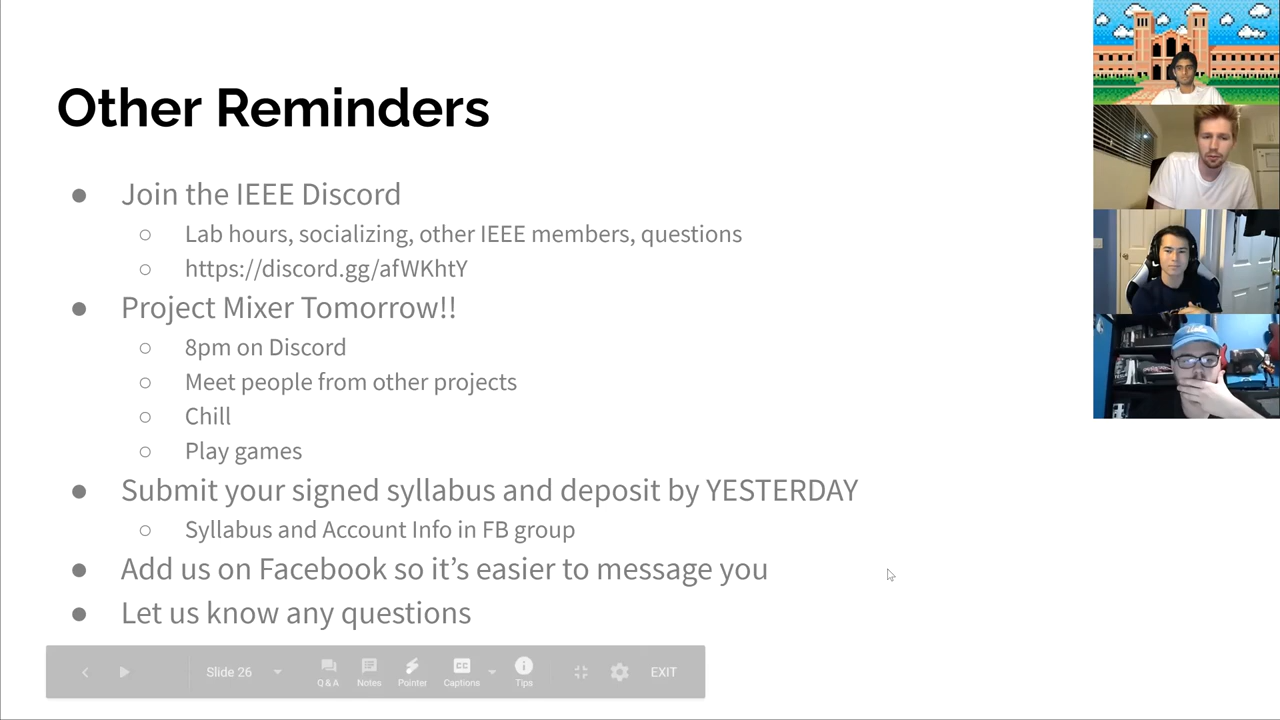 Other Reminders
● Join the IEEE Discord
○ Lab hours, socializing, other IEEE members, questions
○ https://discord.gg/afWKhtY
● Project Mixer Tomorrow!!
○ 8pm on Discord
○ Meet people from other projects
○ Chill
○ Play games
● Submit your signed syllabus and deposit by YESTERDAY
○ Syllabus and Account Info in FB group
● Add us on Facebook so it’s easier to message you
● Let us know any questions
Slide 26
Q & A
Notes
Pointer
CC
Captions
Tips
EXIT